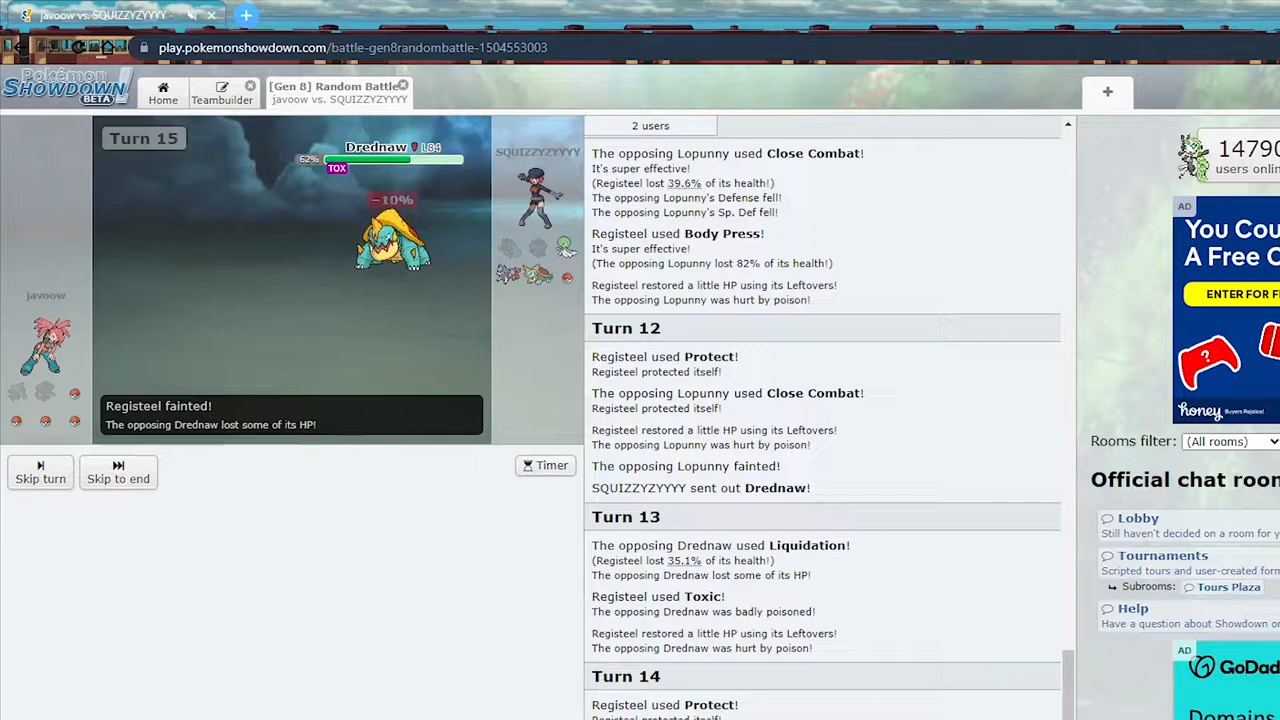 javoow vs. SQUIZZYZYYYY -
play.pokemonshowdown.com/battle-gen8randombattle-1504553003
Pokémon
SHOWDOWN!
BETA
Home
Teambuilder
[Gen 8] Random Battle
javoow vs. SQUIZZYZYYYY
+
Turn 15
Drednaw L84
62%
TOX
-10%
javoow
SQUIZZYZYYYY
Registeel fainted!
The opposing Drednaw lost some of its HP!
Skip turn
Skip to end
Timer
2 users
The opposing Lopunny used Close Combat!
It's super effective!
(Registeel lost 39.6% of its health!)
The opposing Lopunny's Defense fell!
The opposing Lopunny's Sp. Def fell!
Registeel used Body Press!
It's super effective!
(The opposing Lopunny lost 82% of its health!)
Registeel restored a little HP using its Leftovers!
The opposing Lopunny was hurt by poison!
Turn 12
Registeel used Protect!
Registeel protected itself!
The opposing Lopunny used Close Combat!
Registeel protected itself!
Registeel restored a little HP using its Leftovers!
The opposing Lopunny was hurt by poison!
The opposing Lopunny fainted!
SQUIZZYZYYYY sent out Drednaw!
Turn 13
The opposing Drednaw used Liquidation!
(Registeel lost 35.1% of its health!)
The opposing Drednaw lost some of its HP!
Registeel used Toxic!
The opposing Drednaw was badly poisoned!
Registeel restored a little HP using its Leftovers!
The opposing Drednaw was hurt by poison!
Turn 14
Registeel used Protect!
Registeel protected itself!
14790
users onlin
AD
You Cou
A Free C
ENTER FOR F
?
honey Buyers Rejoice!
Rooms filter: (All rooms)
Official chat room
Lobby
Still haven't decided on a room for y
Tournaments
Scripted tours and user-created form
Subrooms: Tours Plaza
Help
Have a question about Showdown or
AD
GoDad
Domains